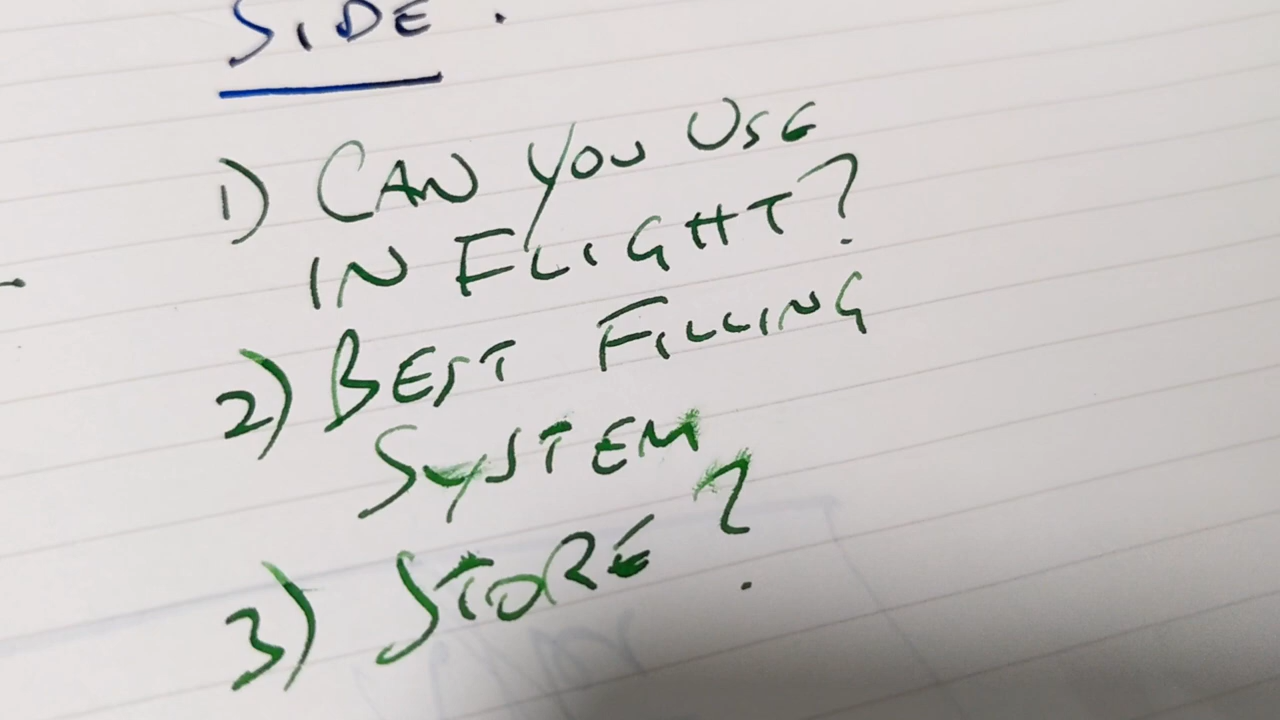 SIDE.
1) CAN YOU USE
IN FLIGHT?
2) BEST FILLING
SYSTEM ?
3) STORE